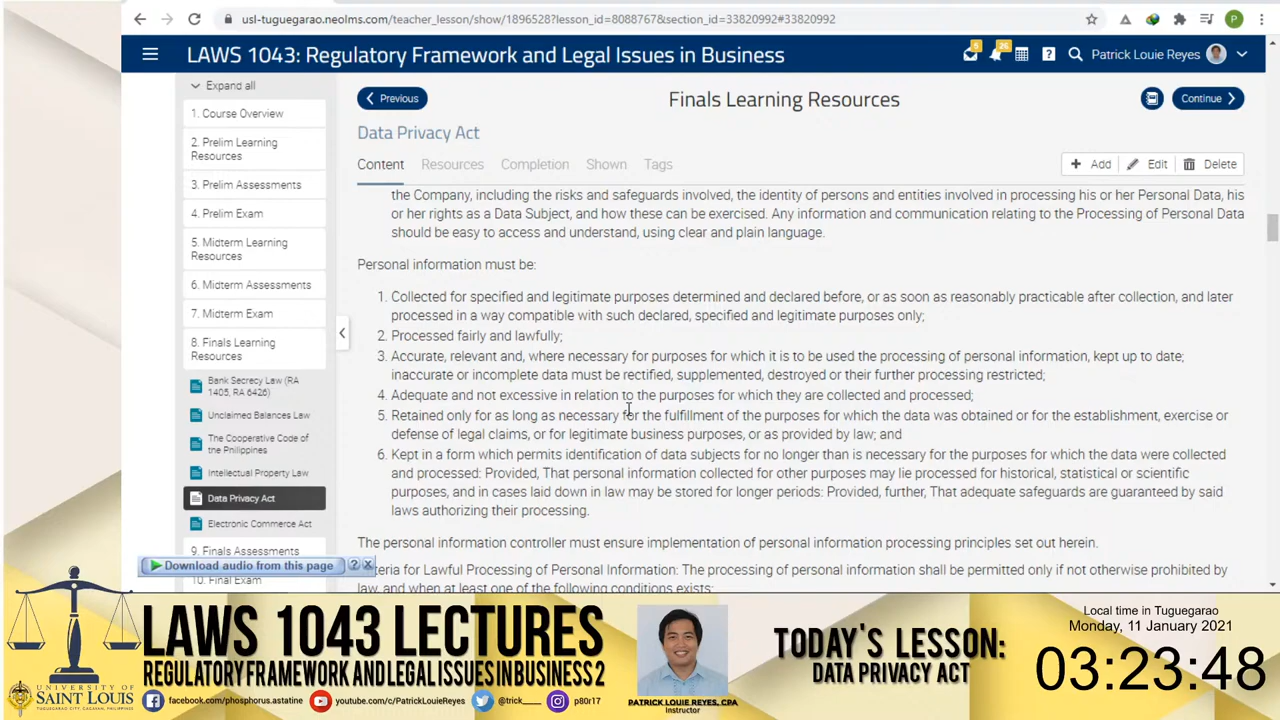 usl-tuguegarao.neolms.com/teacher_lesson/show/1896528?lesson_id=8088767&section_id=33820992#33820992
P
LAWS 1043: Regulatory Framework and Legal Issues in Business
Patrick Louie Reyes
Expand all
1. Course Overview
2. Prelim Learning
Resources
3. Prelim Assessments
4. Prelim Exam
5. Midterm Learning
Resources
6. Midterm Assessments
7. Midterm Exam
8. Finals Learning
Resources
Bank Secrecy Law (RA
1405, RA 6426)
Unclaimed Balances Law
The Cooperative Code of
the Philippines
Intellectual Property Law
Data Privacy Act
Electronic Commerce Act
9. Finals Assessments
10. Final Exam
Previous
Finals Learning Resources
Continue
Data Privacy Act
Content Resources Completion Shown Tags
Add Edit Delete
the Company, including the risks and safeguards involved, the identity of persons and entities involved in processing his or her Personal Data, his
or her rights as a Data Subject, and how these can be exercised. Any information and communication relating to the Processing of Personal Data
should be easy to access and understand, using clear and plain language.
Personal information must be:
1. Collected for specified and legitimate purposes determined and declared before, or as soon as reasonably practicable after collection, and later
processed in a way compatible with such declared, specified and legitimate purposes only;
2. Processed fairly and lawfully;
3. Accurate, relevant and, where necessary for purposes for which it is to be used the processing of personal information, kept up to date;
inaccurate or incomplete data must be rectified, supplemented, destroyed or their further processing restricted;
4. Adequate and not excessive in relation to the purposes for which they are collected and processed;
5. Retained only for as long as necessary for the fulfillment of the purposes for which the data was obtained or for the establishment, exercise or
defense of legal claims, or for legitimate business purposes, or as provided by law; and
6. Kept in a form which permits identification of data subjects for no longer than is necessary for the purposes for which the data were collected
and processed: Provided, That personal information collected for other purposes may lie processed for historical, statistical or scientific
purposes, and in cases laid down in law may be stored for longer periods: Provided, further, That adequate safeguards are guaranteed by said
laws authorizing their processing.
The personal information controller must ensure implementation of personal information processing principles set out herein.
Criteria for Lawful Processing of Personal Information: The processing of personal information shall be permitted only if not otherwise prohibited by
law, and when at least one of the following conditions exists:
Download audio from this page
LAWS 1043 LECTURES
REGULATORY FRAMEWORK AND LEGAL ISSUES IN BUSINESS 2
UNIVERSITY OF
SAINT LOUIS
TUGUEGARAO CITY, CAGAYAN, PHILIPPINES
facebook.com/phosphorus.astatine
youtube.com/c/PatrickLouieReyes
@trick____
p80r17
PATRICK LOUIE REYES, CPA
Instructor
TODAY'S LESSON:
DATA PRIVACY ACT
Local time in Tuguegarao
Monday, 11 January 2021
03:23:48